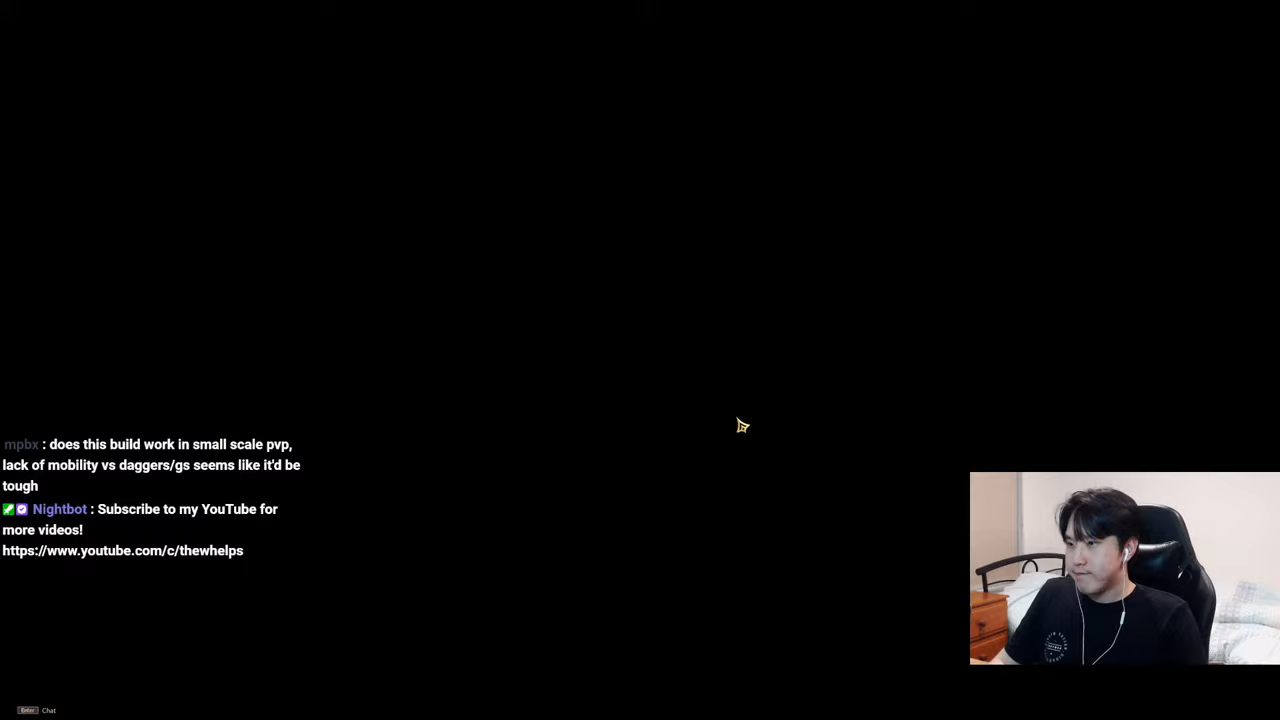 mpbx : does this build work in small scale pvp,
lack of mobility vs daggers/gs seems like it'd be
tough
Nightbot : Subscribe to my YouTube for
more videos!
https://www.youtube.com/c/thewhelps
Enter Chat